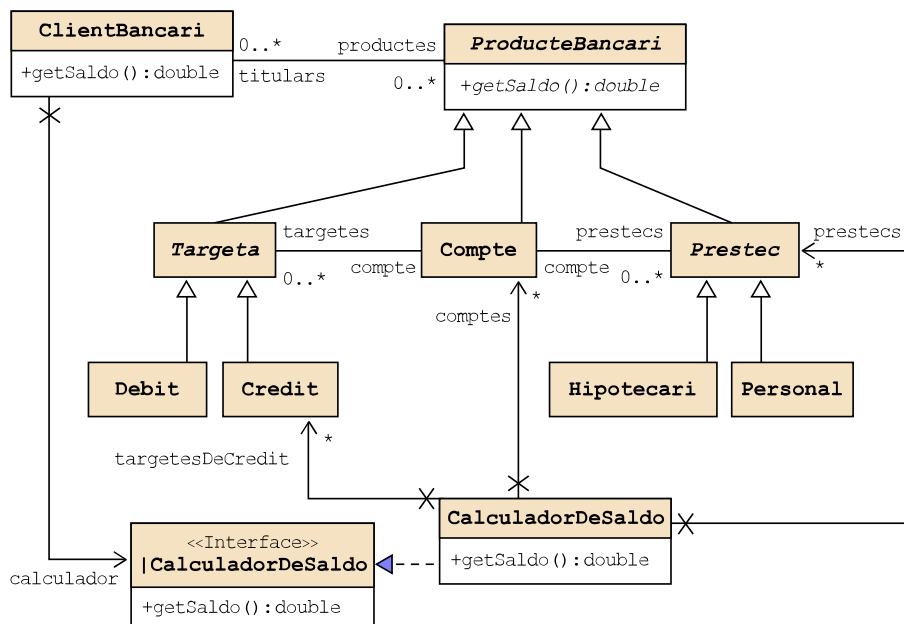 ClientBancari
+getSaldo():double
0..*
titulars
productes
0..*
ProducteBancari
+getSaldo():double
Targeta
targetes
0..*
compte
Compte
compte
prestecs
0..*
Prestec
prestecs
*
comptes
*
Debit
Credit
Hipotecari
Personal
targetesDeCredit
*
CalculadorDeSaldo
+getSaldo():double
<<Interface>>
|CalculadorDeSaldo
+getSaldo():double
calculador